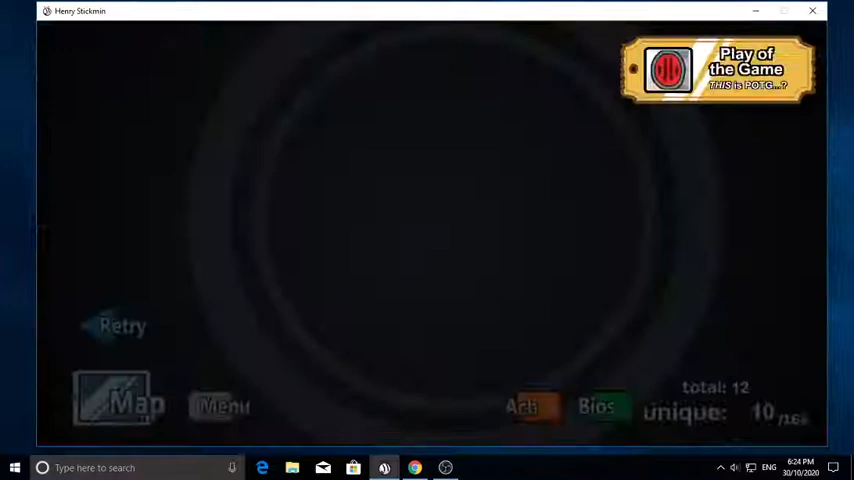 Henry Stickmin
Play of
the Game
THIS is POTG...?
Retry
Map
Menu
Ach
Bios
total: 12
unique: 10
Type here to search
ENG
6:24 PM
30/10/2020